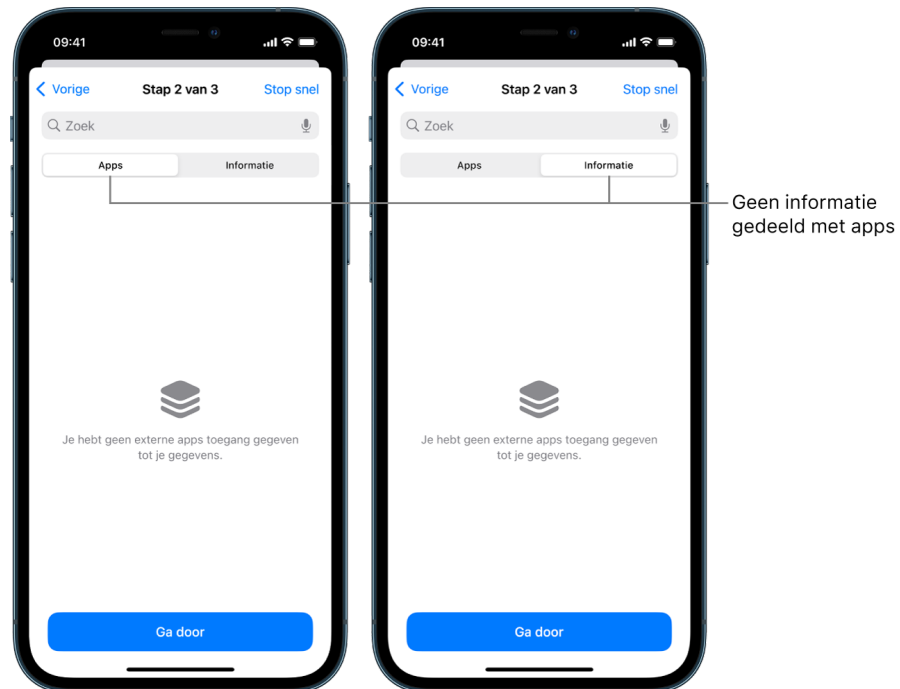 09:41
Vorige
Stap 2 van 3
Stop snel
Zoek
Apps
Informatie
Je hebt geen externe apps toegang gegeven
tot je gegevens.
Ga door
09:41
Vorige
Stap 2 van 3
Stop snel
Zoek
Apps
Informatie
Je hebt geen externe apps toegang gegeven
tot je gegevens.
Ga door
Geen informatie
gedeeld met apps